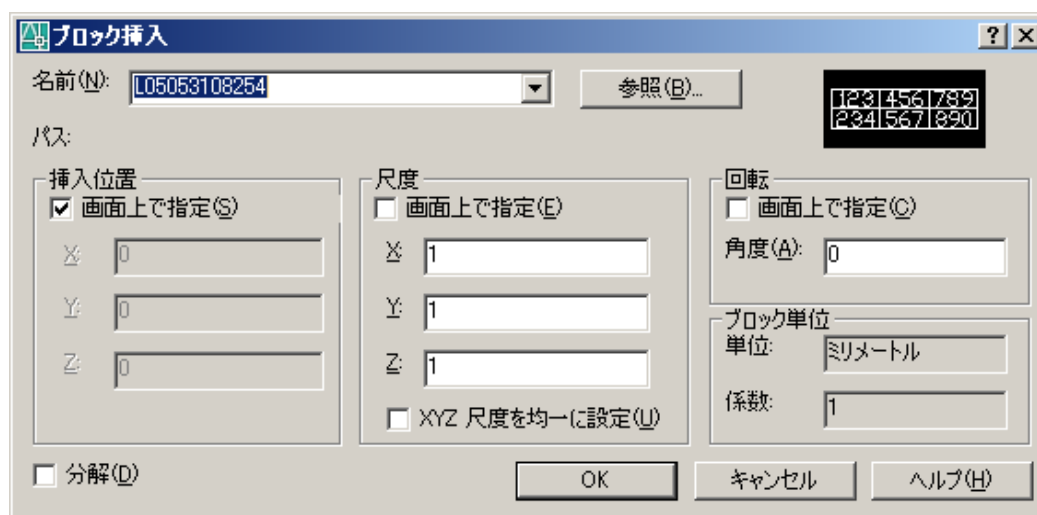 ブロック挿入
名前(N): L05053108254 参照(B)...
123 456 789
234 567 890
パス:
挿入位置
画面上で指定(S)
X: 0
Y: 0
Z: 0
尺度
画面上で指定(E)
X: 1
Y: 1
Z: 1
XYZ 尺度を均一に設定(U)
回転
画面上で指定(C)
角度(A): 0
ブロック単位
単位: ミリメートル
係数: 1
分解(D)
OK キャンセル ヘルプ(H)